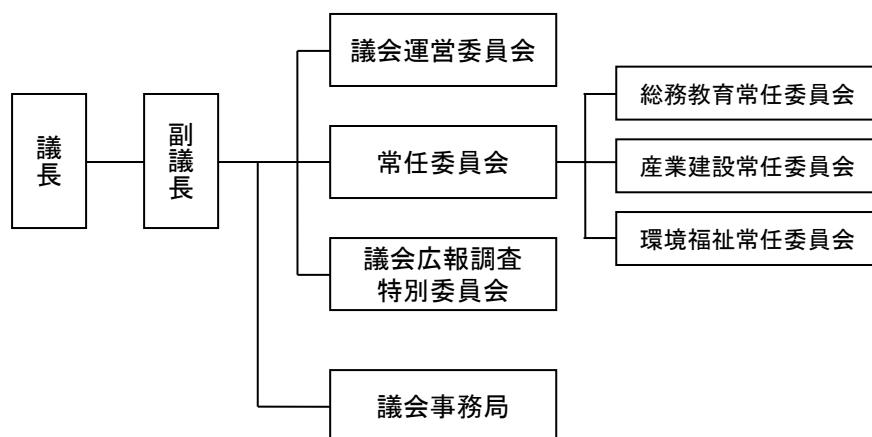 議長
副議長
議会運営委員会
常任委員会
議会広報調査
特別委員会
議会事務局
総務教育常任委員会
産業建設常任委員会
環境福祉常任委員会